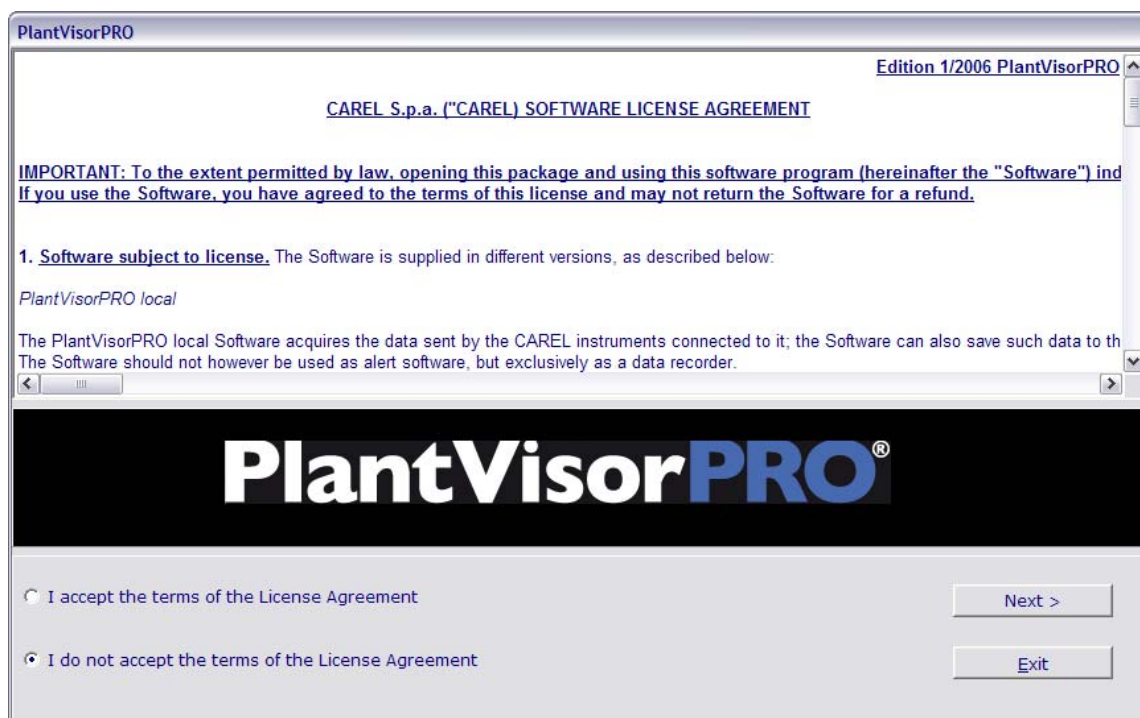 PlantVisorPRO
Edition 1/2006 PlantVisorPRO
CAREL S.p.a. ("CAREL) SOFTWARE LICENSE AGREEMENT
IMPORTANT: To the extent permitted by law, opening this package and using this software program (hereinafter the "Software") ind
If you use the Software, you have agreed to the terms of this license and may not return the Software for a refund.
1. Software subject to license. The Software is supplied in different versions, as described below:
PlantVisorPRO local
The PlantVisorPRO local Software acquires the data sent by the CAREL instruments connected to it; the Software can also save such data to th
The Software should not however be used as alert software, but exclusively as a data recorder.
PlantVisorPRO®
I accept the terms of the License Agreement
Next >
I do not accept the terms of the License Agreement
Exit